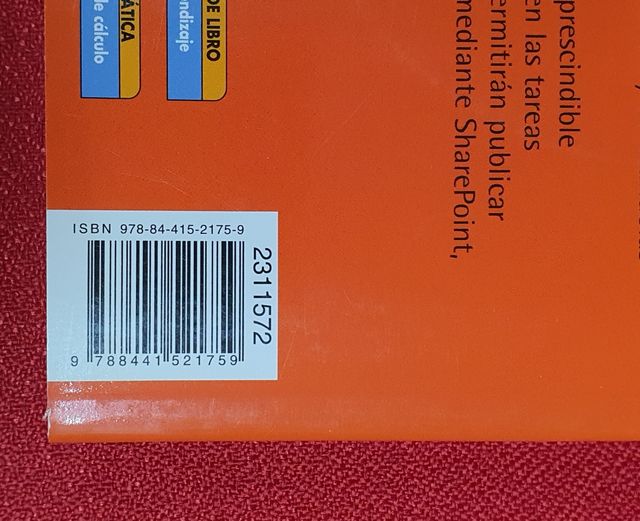 prescindible
en las tareas
ermitirán publicar
mediante SharePoint,
DE LIBRO
ndizaje
ÁTICA
de cálculo
ISBN 978-84-415-2175-9
9 788441 521759
2311572